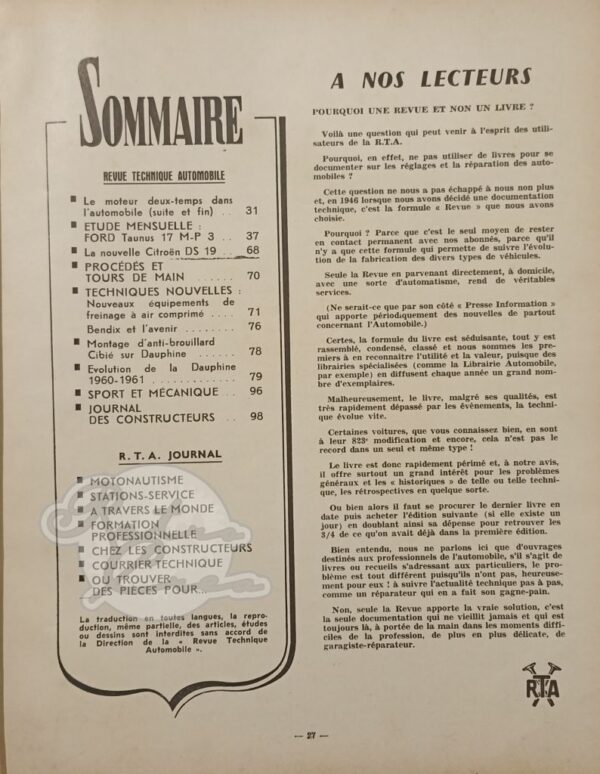 SOMMAIRE
REVUE TECHNIQUE AUTOMOBILE
■ Le moteur deux-temps dans
l'automobile (suite et fin) .. 31
■ ETUDE MENSUELLE :
FORD Taunus 17 M-P 3 .. 37
■ La nouvelle Citroën DS 19 .. 68
■ PROCÉDÉS ET
TOURS DE MAIN ...... 70
■ TECHNIQUES NOUVELLES :
Nouveaux équipements de
freinage à air comprimé .... 71
Bendix et l'avenir ........ 76
■ Montage d'anti-brouillard
Cibié sur Dauphine ...... 78
■ Evolution de la Dauphine
1960-1961 .............. 79
■ SPORT ET MÉCANIQUE .. 96
■ JOURNAL
DES CONSTRUCTEURS .. 98
R. T. A. JOURNAL
■ MOTONAUTISME
■ STATIONS-SERVICE
■ A TRAVERS LE MONDE
■ FORMATION
PROFESSIONNELLE
■ CHEZ LES CONSTRUCTEURS
■ COURRIER TECHNIQUE
■ OU TROUVER
DES PIÈCES POUR...
La traduction en toutes langues, la repro-
duction, même partielle, des articles, études
ou dessins sont interdites sans accord de
la Direction de la « Revue Technique
Automobile ».
A NOS LECTEURS
POURQUOI UNE REVUE ET NON UN LIVRE ?
Voilà une question qui peut venir à l'esprit des utili-
sateurs de la R.T.A.
Pourquoi, en effet, ne pas utiliser de livres pour se
documenter sur les réglages et la réparation des auto-
mobiles ?
Cette question ne nous a pas échappé à nous non plus
et, en 1946 lorsque nous avons décidé une documentation
technique, c'est la formule « Revue » que nous avons
choisie.
Pourquoi ? Parce que c'est le seul moyen de rester
en contact permanent avec nos abonnés, parce qu'il
n'y a que cette formule qui permette de suivre l'évolu-
tion de la fabrication des divers types de véhicules.
Seule la Revue en parvenant directement, à domicile,
avec une sorte d'automatisme, rend de véritables
services.
(Ne serait-ce que par son côté « Presse Information »
qui apporte périodiquement des nouvelles de partout
concernant l'Automobile.)
Certes, la formule du livre est séduisante, tout y est
rassemblé, condensé, classé et nous sommes les pre-
miers à en reconnaître l'utilité et la valeur, puisque des
librairies spécialisées (comme la Librairie Automobile,
par exemple) en diffusent chaque année un grand nom-
bre d'exemplaires.
Malheureusement, le livre, malgré ses qualités, est
très rapidement dépassé par les évènements, la techni-
que évolue vite.
Certaines voitures, que vous connaissez bien, en sont
à leur 823e modification et encore, cela n'est pas le
record dans un seul et même type !
Le livre est donc rapidement périmé et, à notre avis,
il offre surtout un grand intérêt pour les problèmes
généraux et les « historiques » de telle ou telle techni-
que, les rétrospectives en quelque sorte.
Ou bien alors il faut se procurer le dernier livre en
date puis acheter l'édition suivante (si elle existe un
jour) en doublant ainsi sa dépense pour retrouver les
3/4 de ce qu'on avait déjà dans la première édition.
Bien entendu, nous ne parlons ici que d'ouvrages
destinés aux professionnels de l'automobile, s'il s'agit de
livres ou recueils s'adressant aux particuliers, le pro-
blème est tout différent puisqu'ils n'ont pas, heureuse-
ment pour eux ! à suivre l'actualité technique pas à pas,
comme un réparateur qui en a fait son gagne-pain.
Non, seule la Revue apporte la vraie solution, c'est
la seule documentation qui ne vieillit jamais et qui est
toujours là, à portée de la main dans les moments diffi-
ciles de la profession, de plus en plus délicate, de
garagiste-réparateur.
RTA
— 27 —